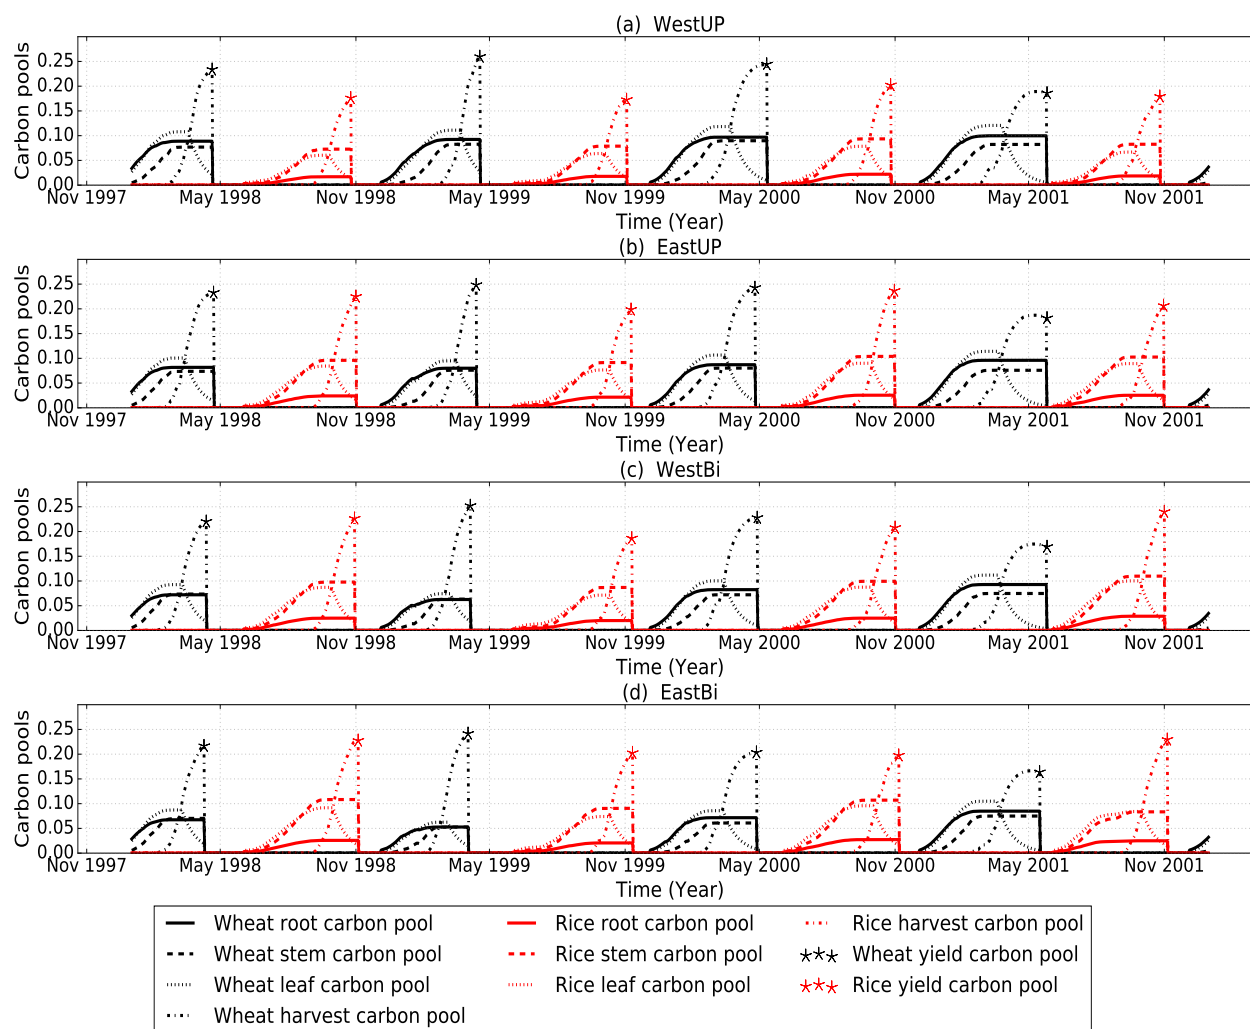 (a) WestUP
Carbon pools
0.25
0.20
0.15
0.10
0.05
0.00
Nov 1997 May 1998 Nov 1998 May 1999 Nov 1999 May 2000 Nov 2000 May 2001 Nov 2001
Time (Year)
(b) EastUP
Carbon pools
0.25
0.20
0.15
0.10
0.05
0.00
Nov 1997 May 1998 Nov 1998 May 1999 Nov 1999 May 2000 Nov 2000 May 2001 Nov 2001
Time (Year)
(c) WestBi
Carbon pools
0.25
0.20
0.15
0.10
0.05
0.00
Nov 1997 May 1998 Nov 1998 May 1999 Nov 1999 May 2000 Nov 2000 May 2001 Nov 2001
Time (Year)
(d) EastBi
Carbon pools
0.25
0.20
0.15
0.10
0.05
0.00
Nov 1997 May 1998 Nov 1998 May 1999 Nov 1999 May 2000 Nov 2000 May 2001 Nov 2001
Time (Year)
Wheat root carbon pool Rice root carbon pool Rice harvest carbon pool
Wheat stem carbon pool Rice stem carbon pool Wheat yield carbon pool
Wheat leaf carbon pool Rice leaf carbon pool Rice yield carbon pool
Wheat harvest carbon pool